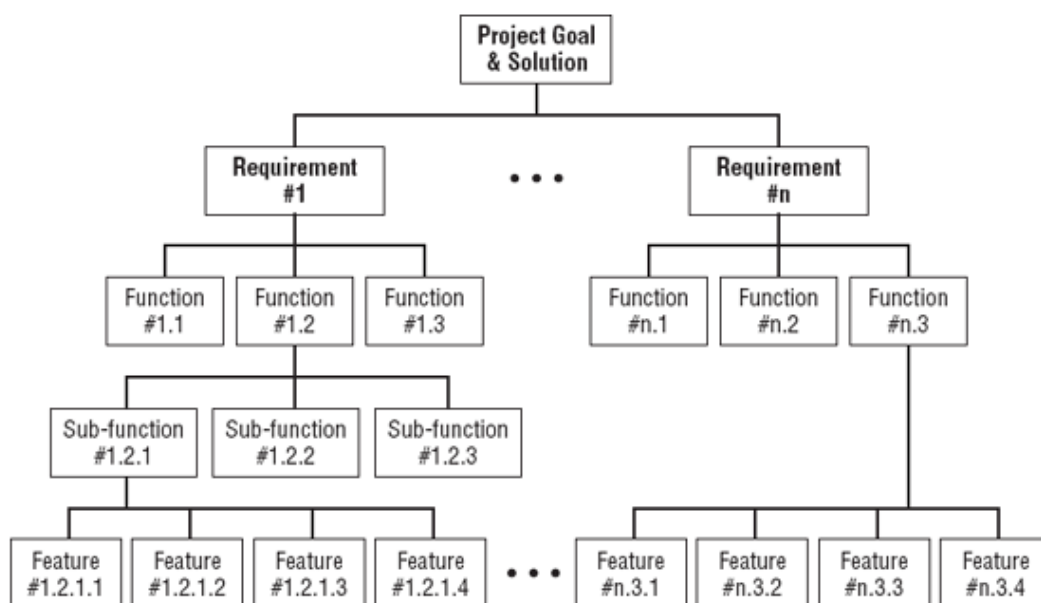 Project Goal
& Solution
Requirement
#1
• • •
Requirement
#n
Function
#1.1
Function
#1.2
Function
#1.3
Function
#n.1
Function
#n.2
Function
#n.3
Sub-function
#1.2.1
Sub-function
#1.2.2
Sub-function
#1.2.3
Feature
#1.2.1.1
Feature
#1.2.1.2
Feature
#1.2.1.3
Feature
#1.2.1.4
• • •
Feature
#n.3.1
Feature
#n.3.2
Feature
#n.3.3
Feature
#n.3.4